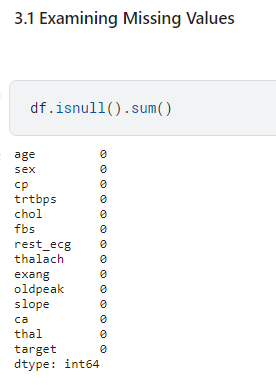 3.1 Examining Missing Values
df.isnull().sum()
age 0
sex 0
cp 0
trtbps 0
chol 0
fbs 0
rest_ecg 0
thalach 0
exang 0
oldpeak 0
slope 0
ca 0
thal 0
target 0
dtype: int64